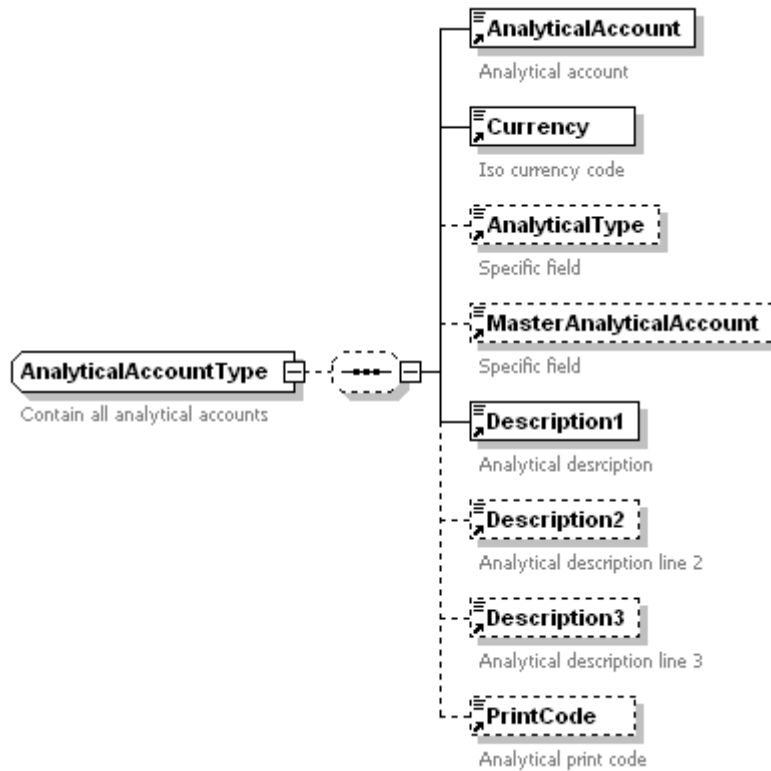 AnalyticalAccount
Analytical account
Currency
Iso currency code
AnalyticalType
Specific field
MasterAnalyticalAccount
Specific field
AnalyticalAccountType
Contain all analytical accounts
Description1
Analytical desrciption
Description2
Analytical description line 2
Description3
Analytical description line 3
PrintCode
Analytical print code